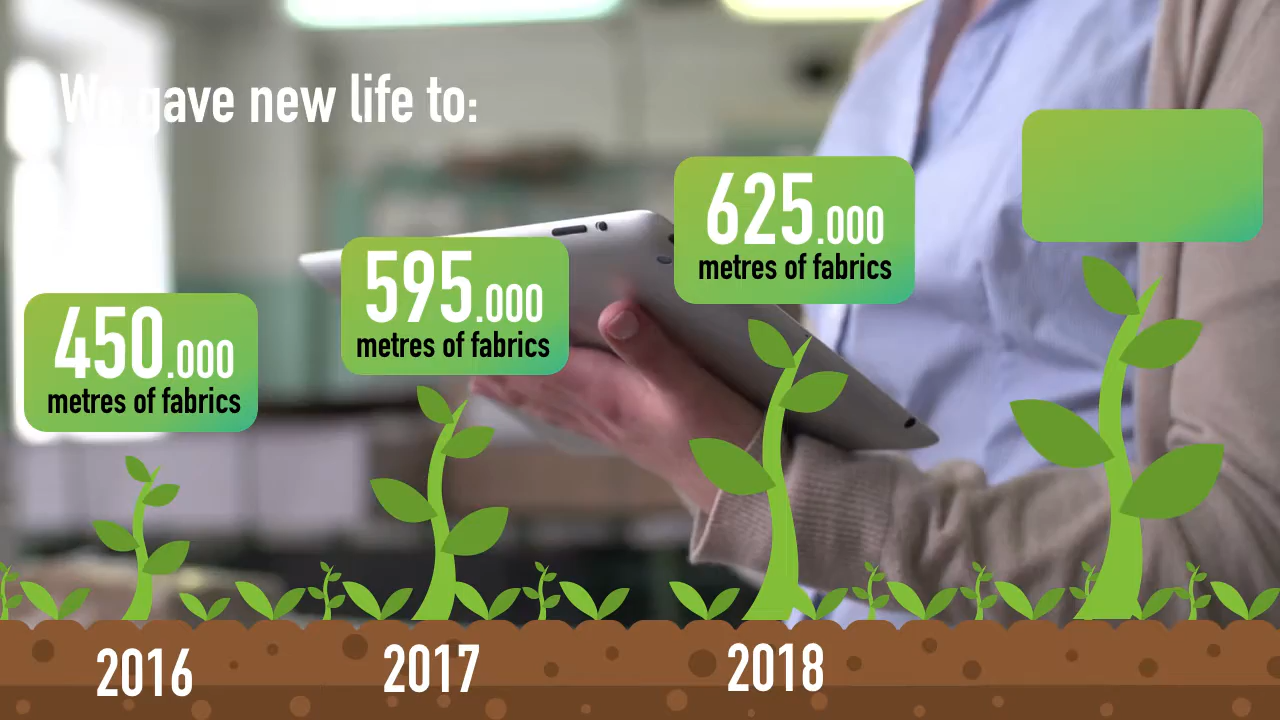 We gave new life to:
450.000
metres of fabrics
595.000
metres of fabrics
625.000
metres of fabrics
2016
2017
2018